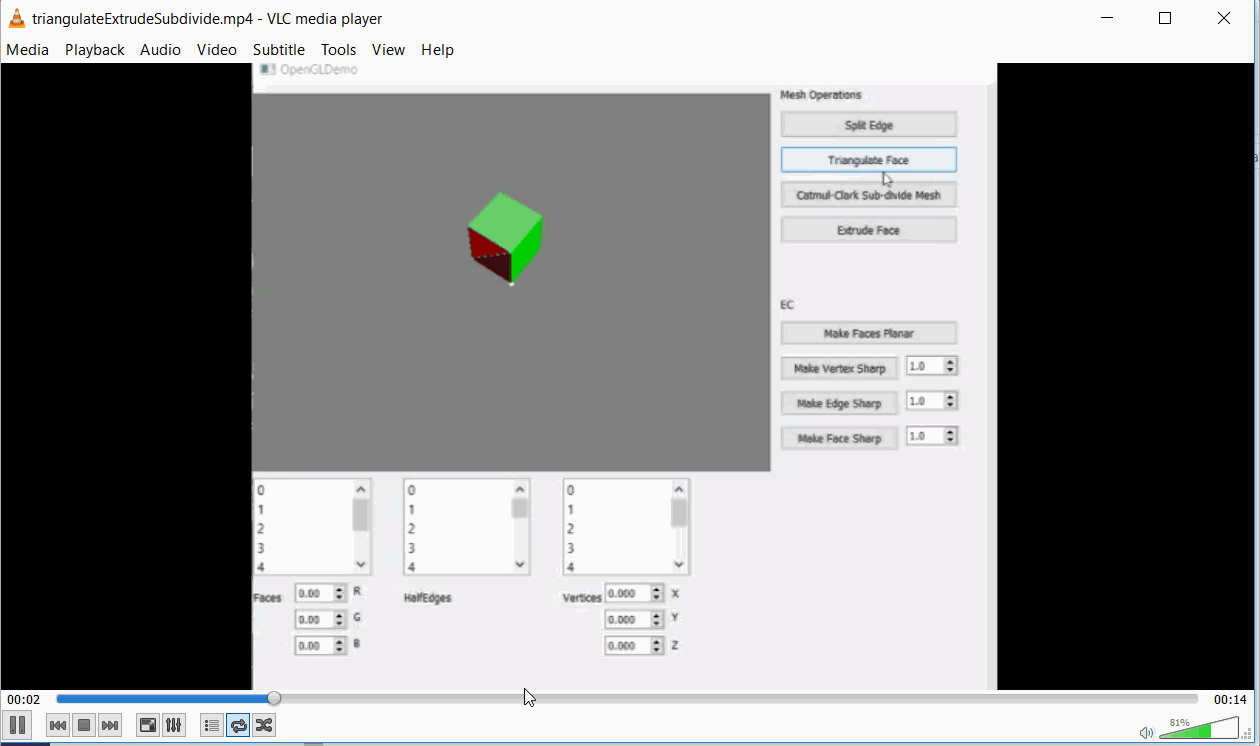 triangulateExtrudeSubdivide.mp4 - VLC media player
Media Playback Audio Video Subtitle Tools View Help
OpenGLDemo
Mesh Operations
Split Edge
Triangulate Face
Catmul-Clark Sub-divide Mesh
Extrude Face
EC
Make Faces Planar
Make Vertex Sharp 1.0
Make Edge Sharp 1.0
Make Face Sharp 1.0
0 0 0
1 1 1
2 2 2
3 3 3
4 4 4
Faces 0.00 R HalfEdges Vertices 0.000 X
0.00 G 0.000 Y
0.00 B 0.000 Z
00:02 00:14
81%